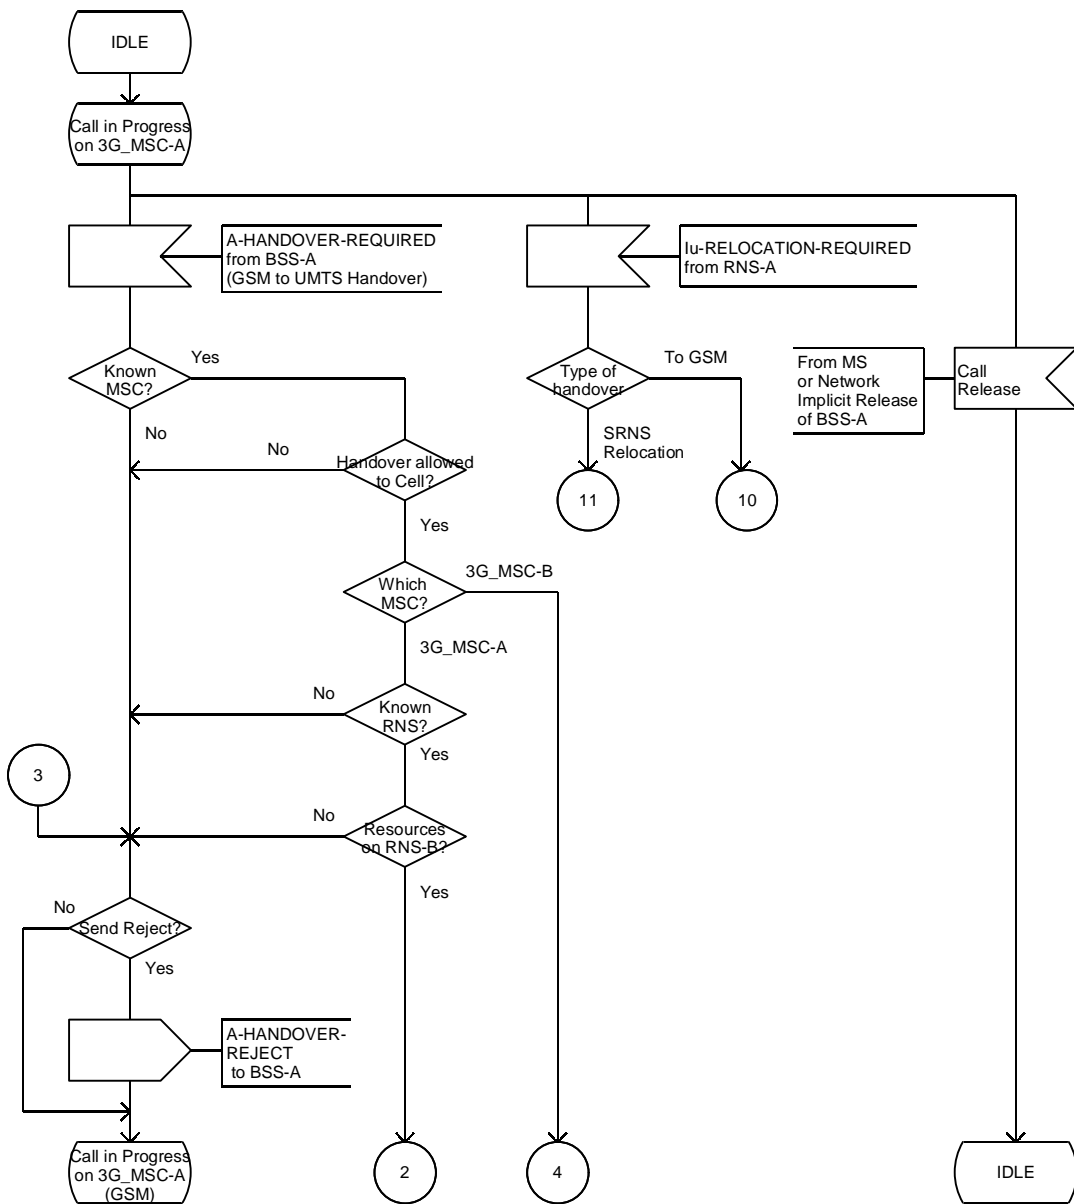 IDLE
Call in Progress
on 3G_MSC-A
A-HANDOVER-REQUIRED
from BSS-A
(GSM to UMTS Handover)
Iu-RELOCATION-REQUIRED
from RNS-A
Known
MSC?
Yes
No
Type of
handover
To GSM
SRNS
Relocation
From MS
or Network
Implicit Release
of BSS-A
Call
Release
No
Handover allowed
to Cell?
Yes
11
10
Which
MSC?
3G_MSC-B
3G_MSC-A
No
Known
RNS?
Yes
3
No
Resources
on RNS-B?
Yes
No
Send Reject?
Yes
A-HANDOVER-
REJECT
to BSS-A
Call in Progress
on 3G_MSC-A
(GSM)
2
4
IDLE